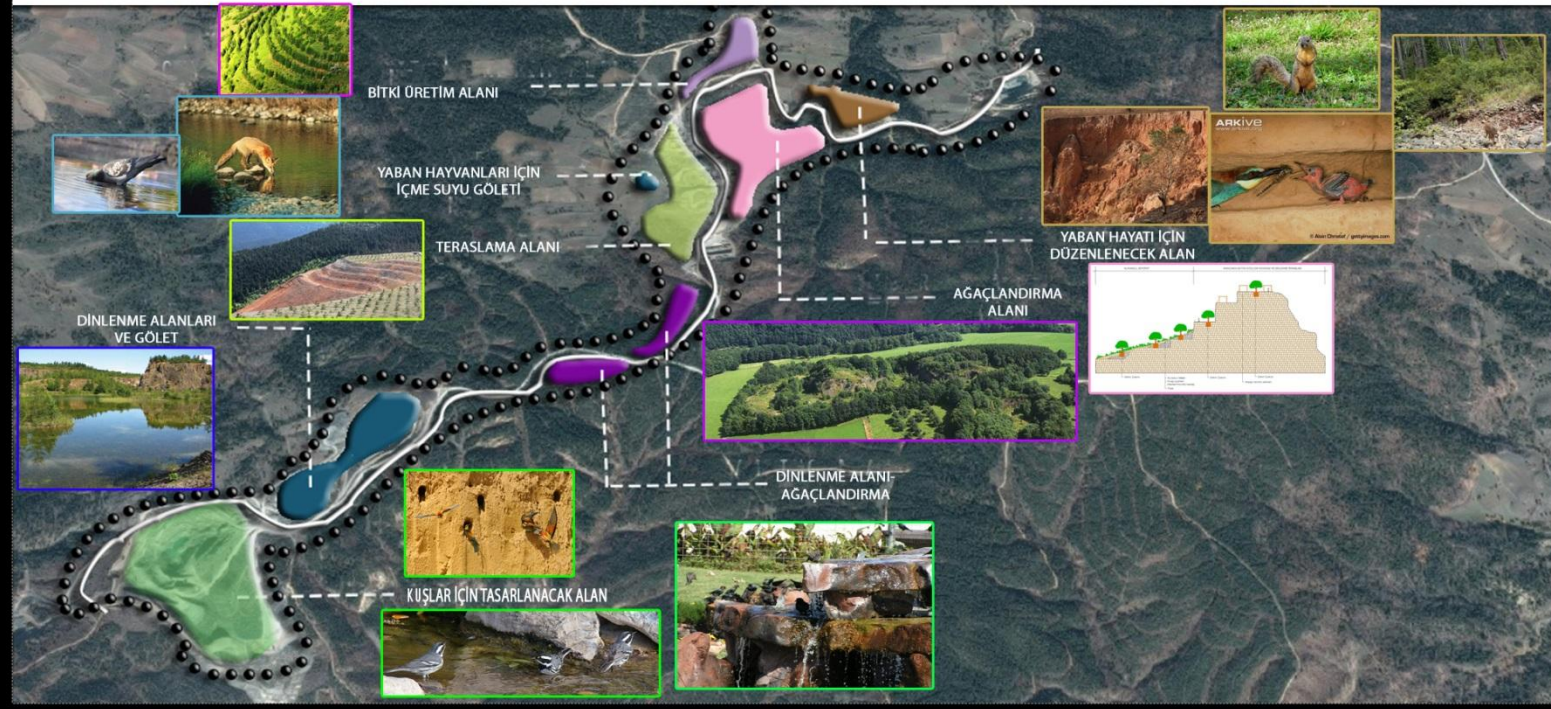 BİTKİ ÜRETİM ALANI
YABAN HAYVANLARI İÇİN
İÇME SUYU GÖLETİ
TERASLAMA ALANI
DİNLENME ALANLARI
VE GÖLET
KUŞLAR İÇİN TASARLANACAK ALAN
DİNLENME ALANI-
AĞAÇLANDIRMA
AĞAÇLANDIRMA
ALANI
YABAN HAYATI İÇİN
DÜZENLENECEK ALAN
ARKive